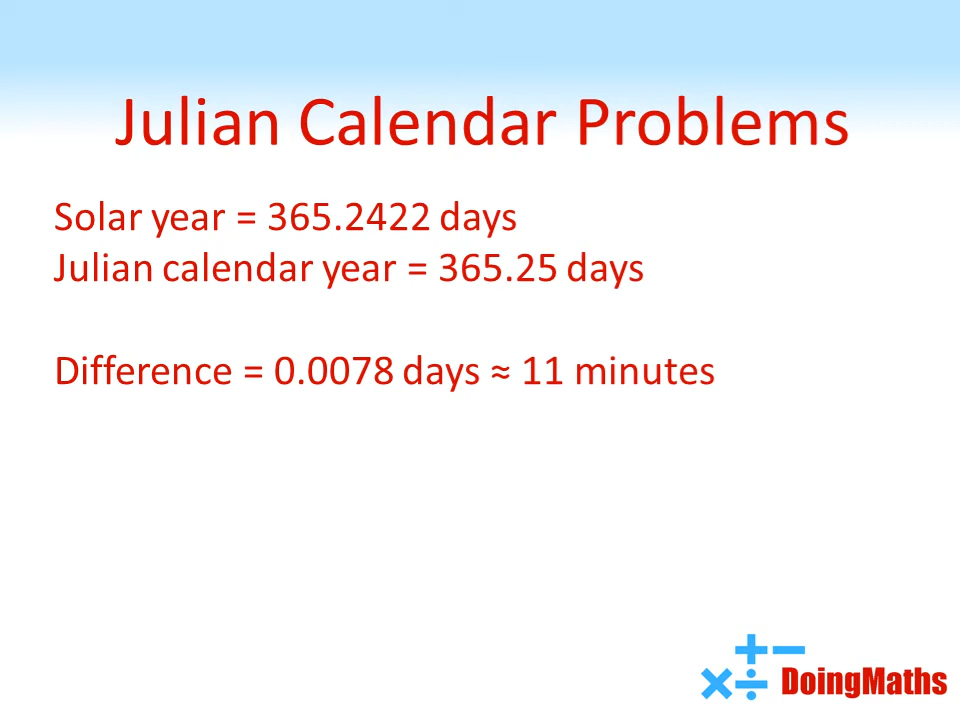 Julian Calendar Problems
Solar year = 365.2422 days
Julian calendar year = 365.25 days
Difference = 0.0078 days ≈ 11 minutes
DoingMaths